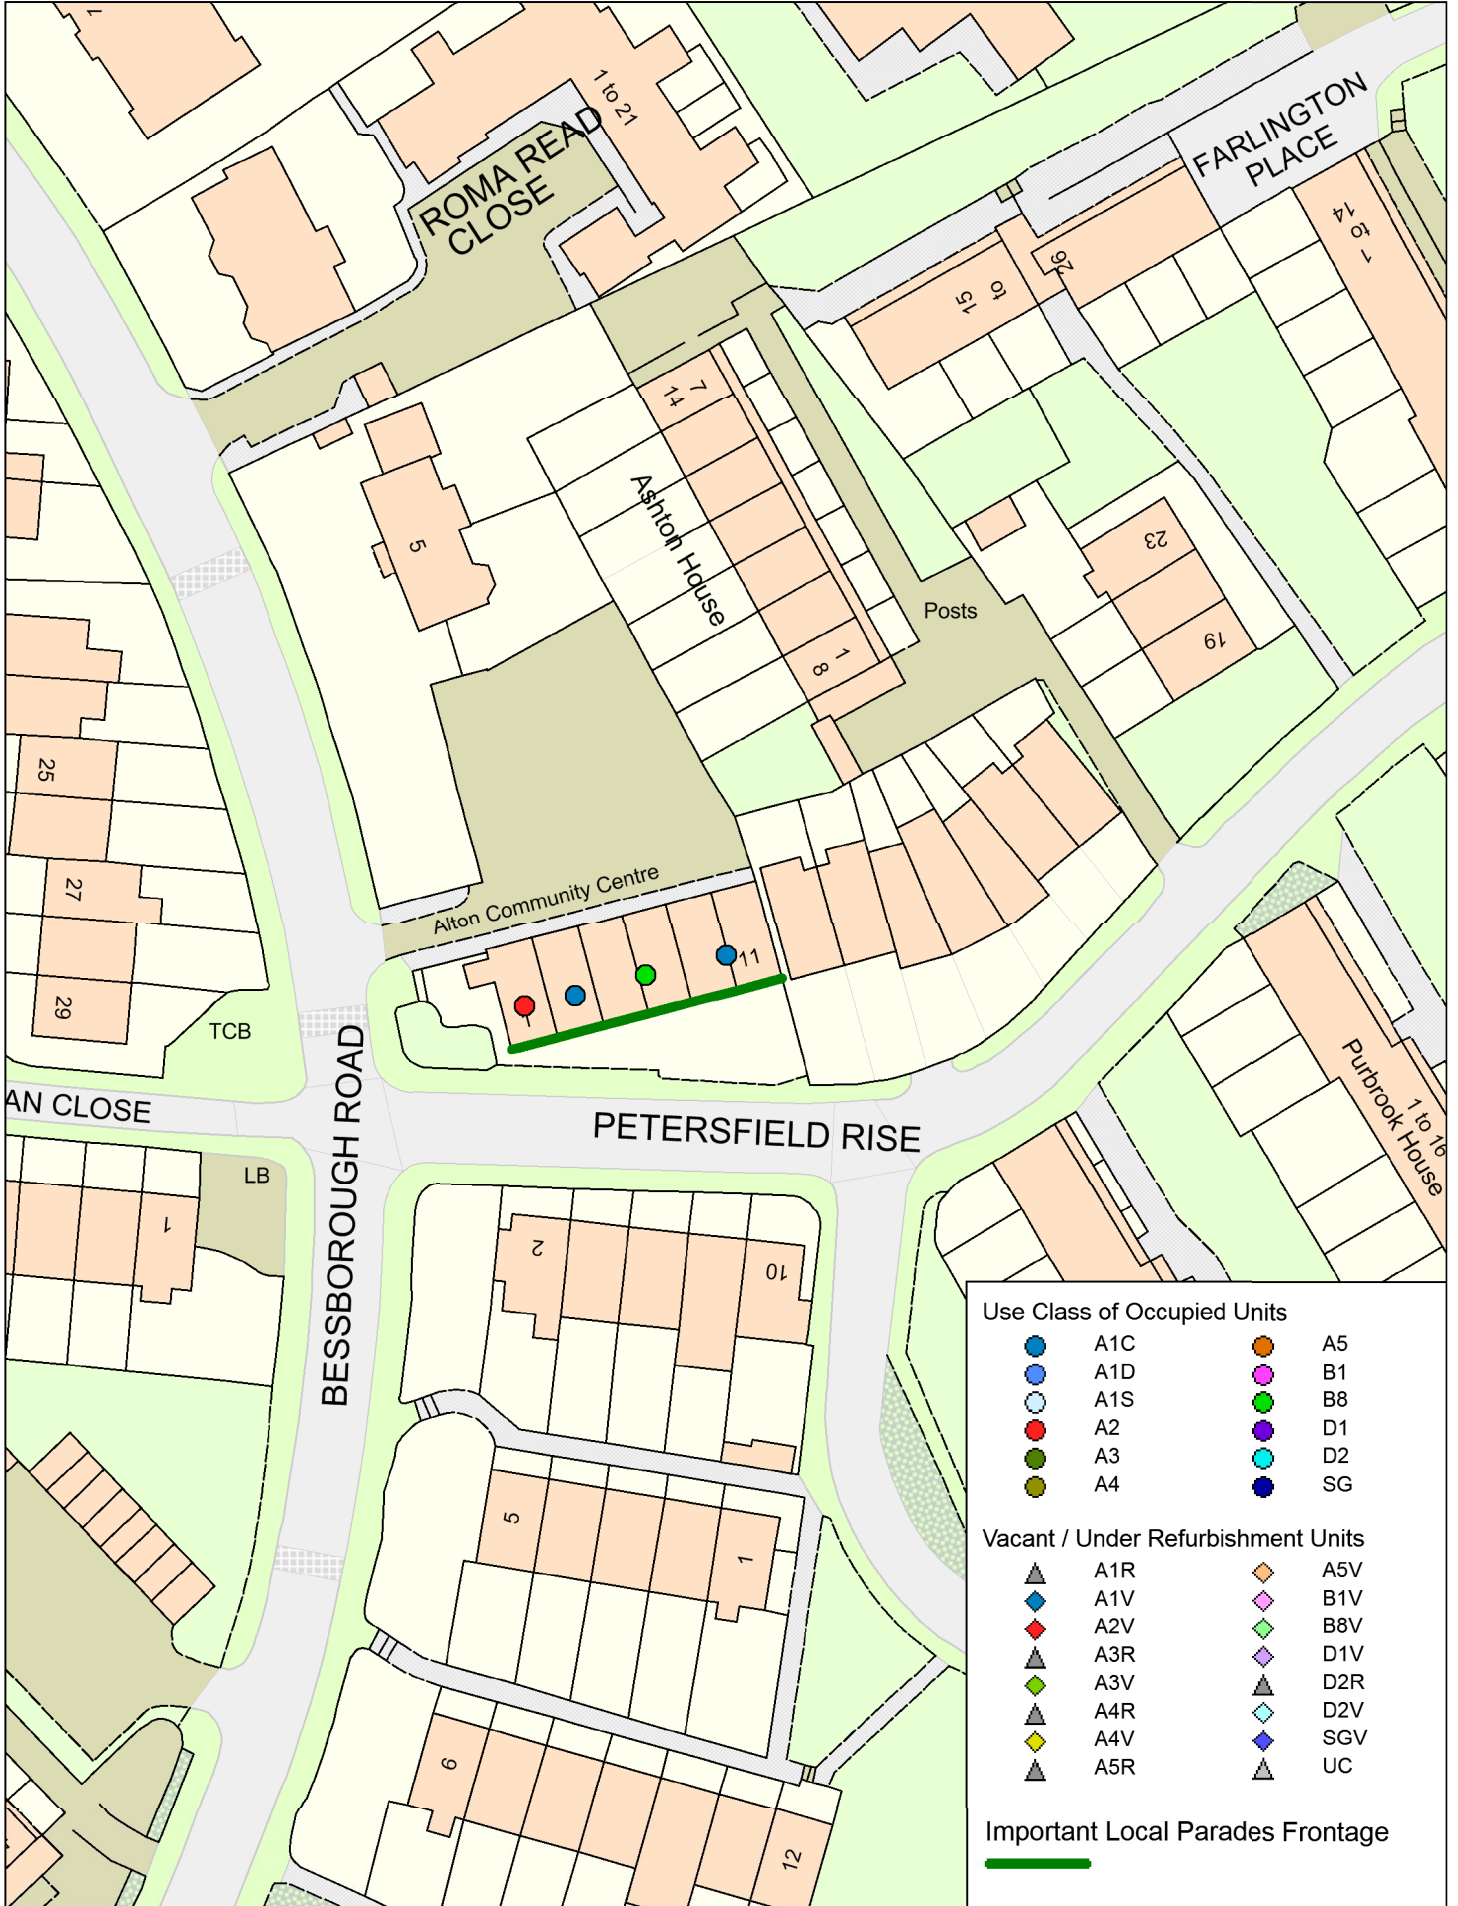 1 to 21
ROMA READ
CLOSE
FARLINGTON
PLACE
14
to
1
26
to
15
7
14
Ashton House
5
23
19
Posts
1
8
25
27
29
Alton Community Centre
11
TCB
AN CLOSE
BESSBOROUGH ROAD
PETERSFIELD RISE
Purbrook House
1 to 16
LB
1
2
10
5
1
6
12
Use Class of Occupied Units
A1C
A1D
A1S
A2
A3
A4
A5
B1
B8
D1
D2
SG
Vacant / Under Refurbishment Units
A1R
A1V
A2V
A3R
A3V
A4R
A4V
A5R
A5V
B1V
B8V
D1V
D2R
D2V
SGV
UC
Important Local Parades Frontage